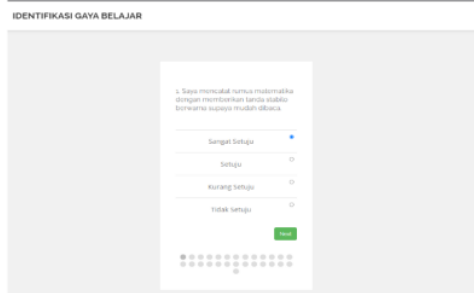 IDENTIFIKASI GAYA BELAJAR
1. Saya mencatat rumus matematika
dengan memberikan tanda stabilo
berwarna supaya mudah dibaca.
Sangat Setuju
Setuju
Kurang Setuju
Tidak Setuju
Next